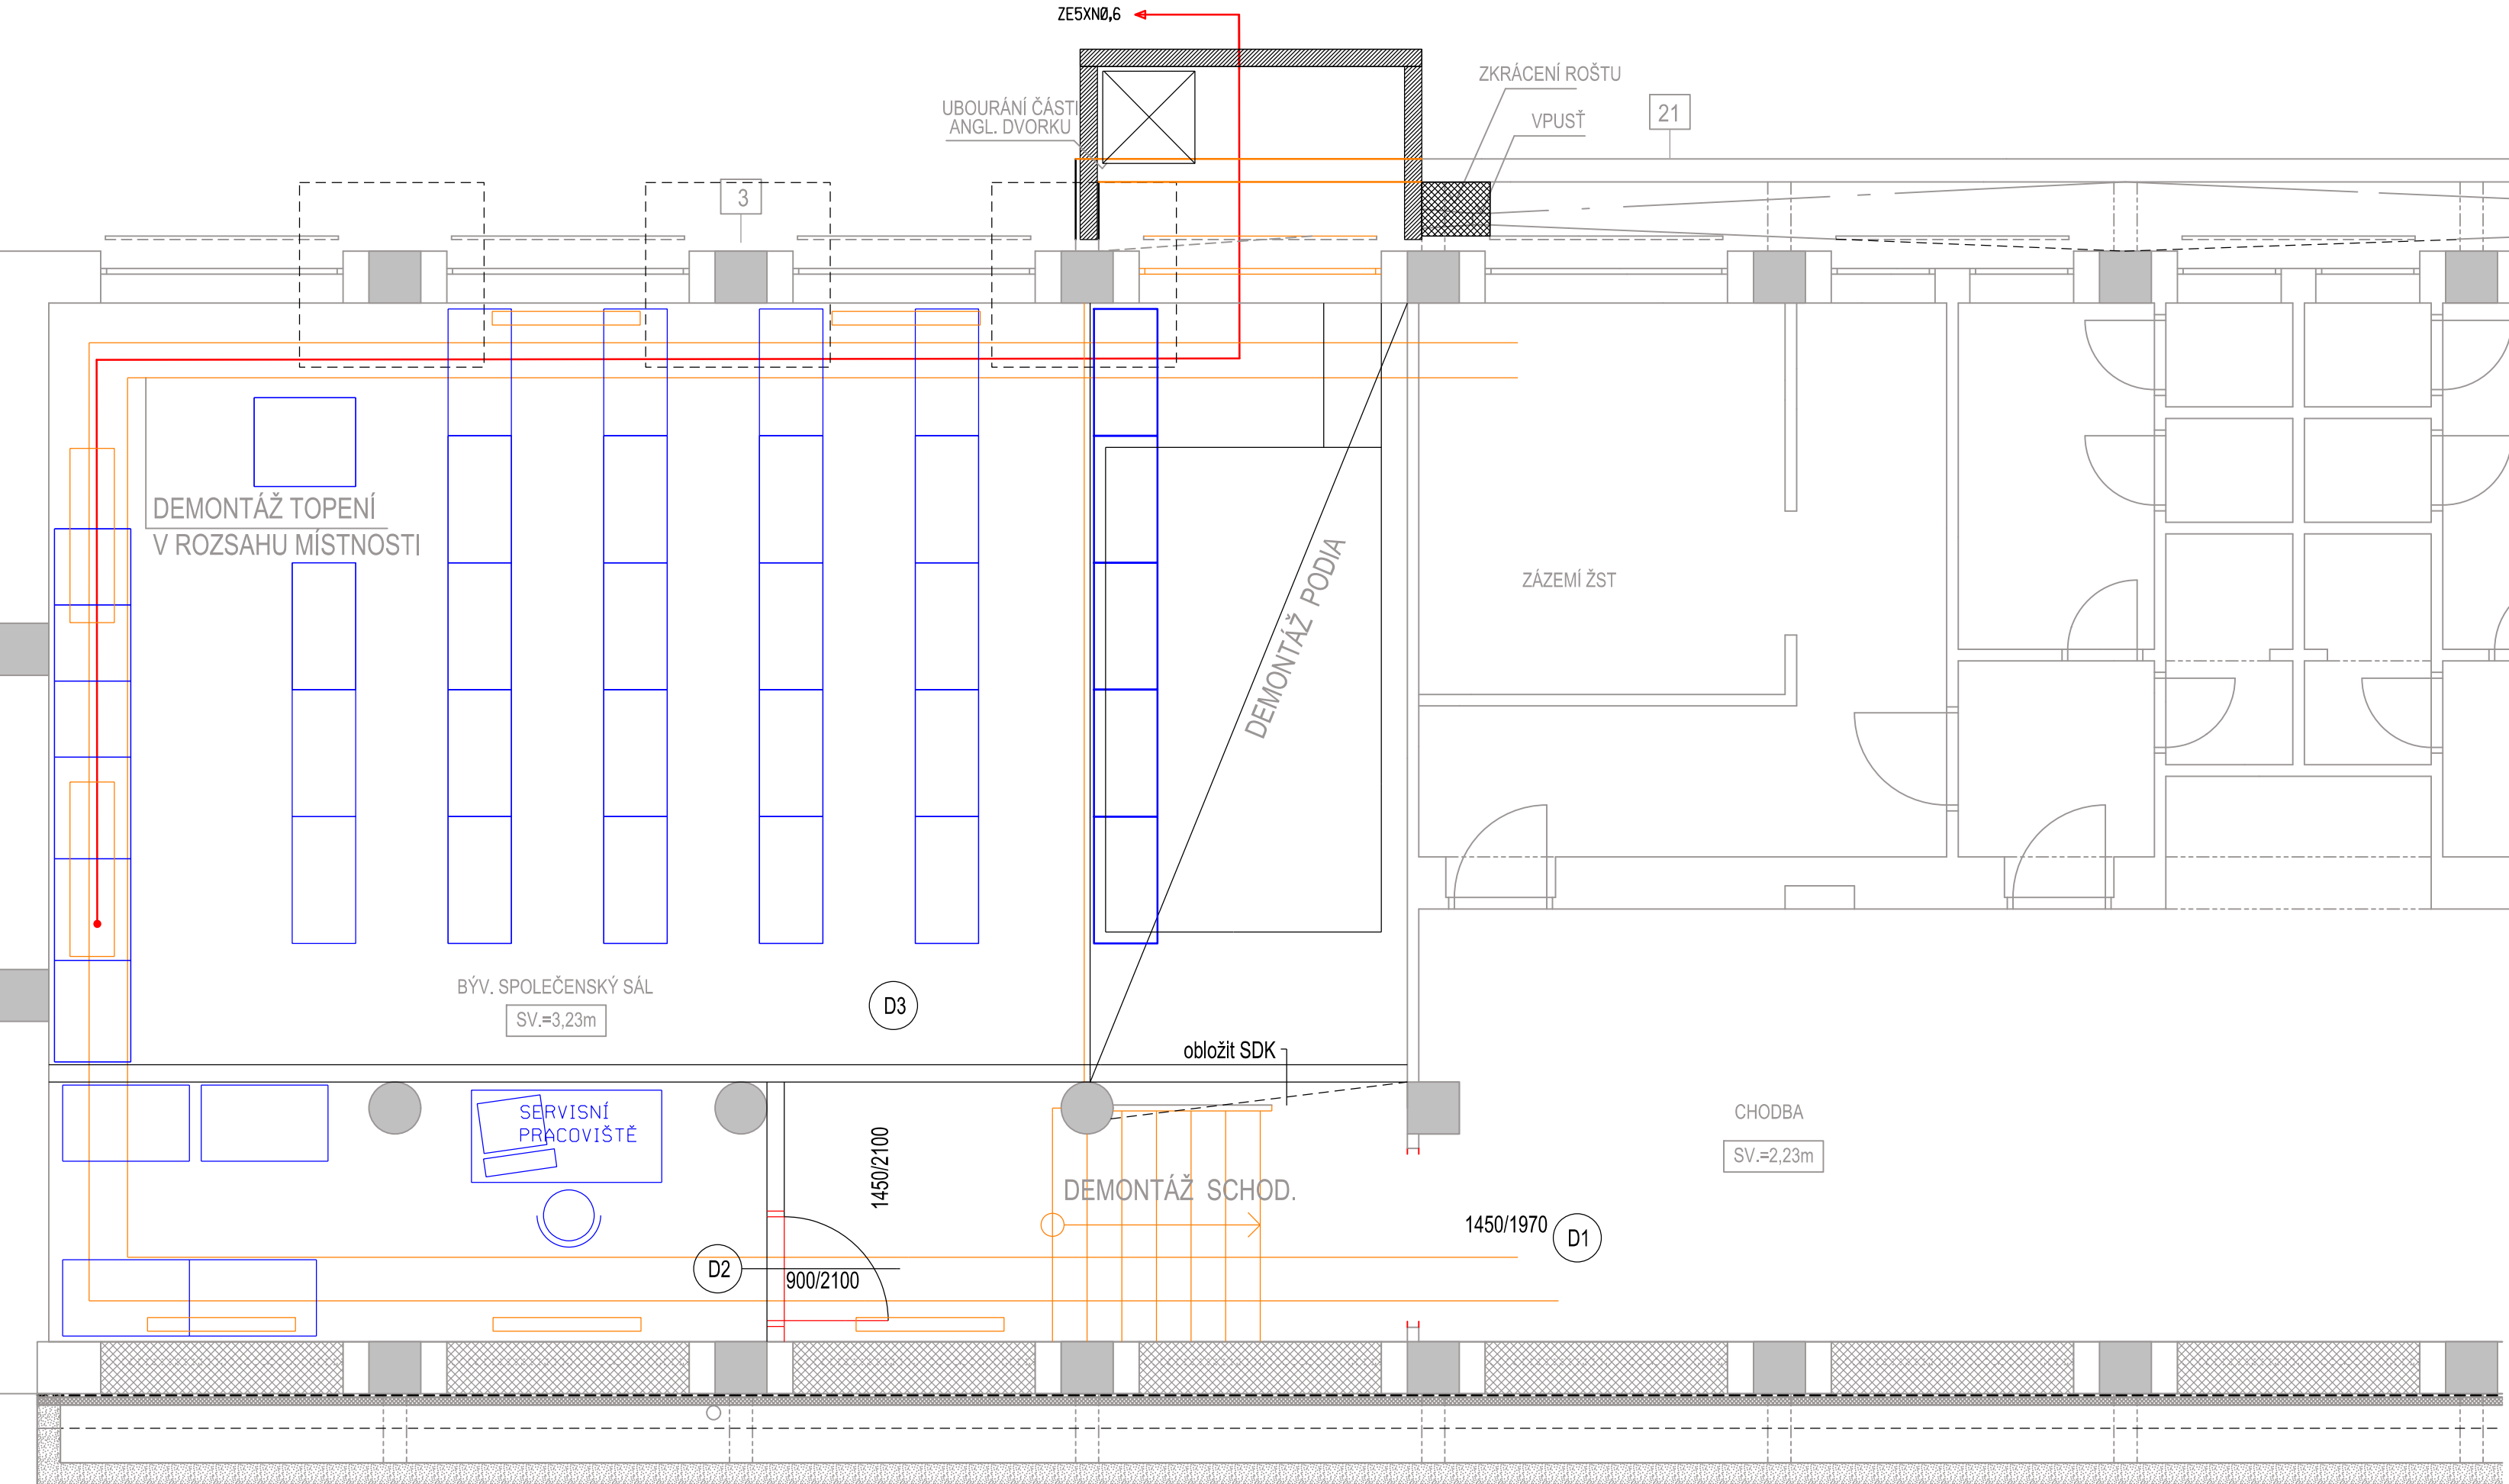 ZE5XNØ,6
ZKRÁCENÍ ROŠTU
UBOURÁNÍ ČÁSTI
ANGL. DVORKU
VPUSŤ
21
3
DEMONTÁŽ TOPENÍ
V ROZSAHU MÍSTNOSTI
DEMONTÁŽ PODIA
ZÁZEMÍ ŽST
BÝV. SPOLEČENSKÝ SÁL
SV.=3,23m
D3
obložit SDK
SERVISNÍ
PRACOVIŠTĚ
1450/2100
CHODBA
SV.=2,23m
DEMONTÁŽ SCHOD.
1450/1970
D1
D2
900/2100